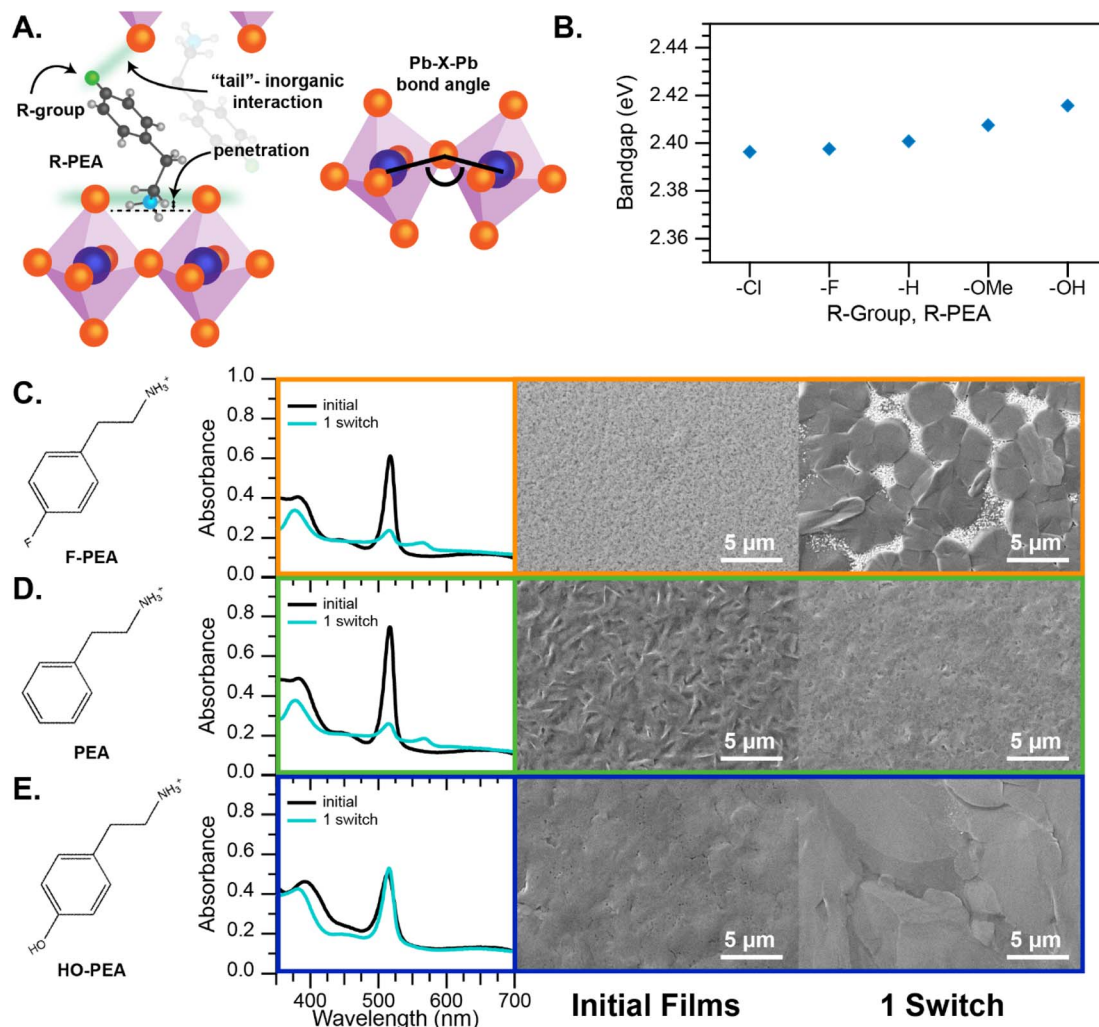 A.
R-group
R-PEA
"tail"- inorganic
interaction
penetration
Pb-X-Pb
bond angle
B.
Bandgap (eV)
2.44
2.42
2.40
2.38
2.36
-Cl
-F
-H
-OMe
-OH
R-Group, R-PEA
C.
NH3+
F
F-PEA
Absorbance
1.0
0.8
0.6
0.4
0.2
0.0
initial
1 switch
5 µm
5 µm
D.
NH3+
PEA
Absorbance
0.8
0.6
0.4
0.2
0.0
initial
1 switch
5 µm
5 µm
E.
NH3+
HO
HO-PEA
Absorbance
0.8
0.6
0.4
0.2
0.0
initial
1 switch
5 µm
5 µm
400
500
600
700
Wavelength (nm)
Initial Films
1 Switch